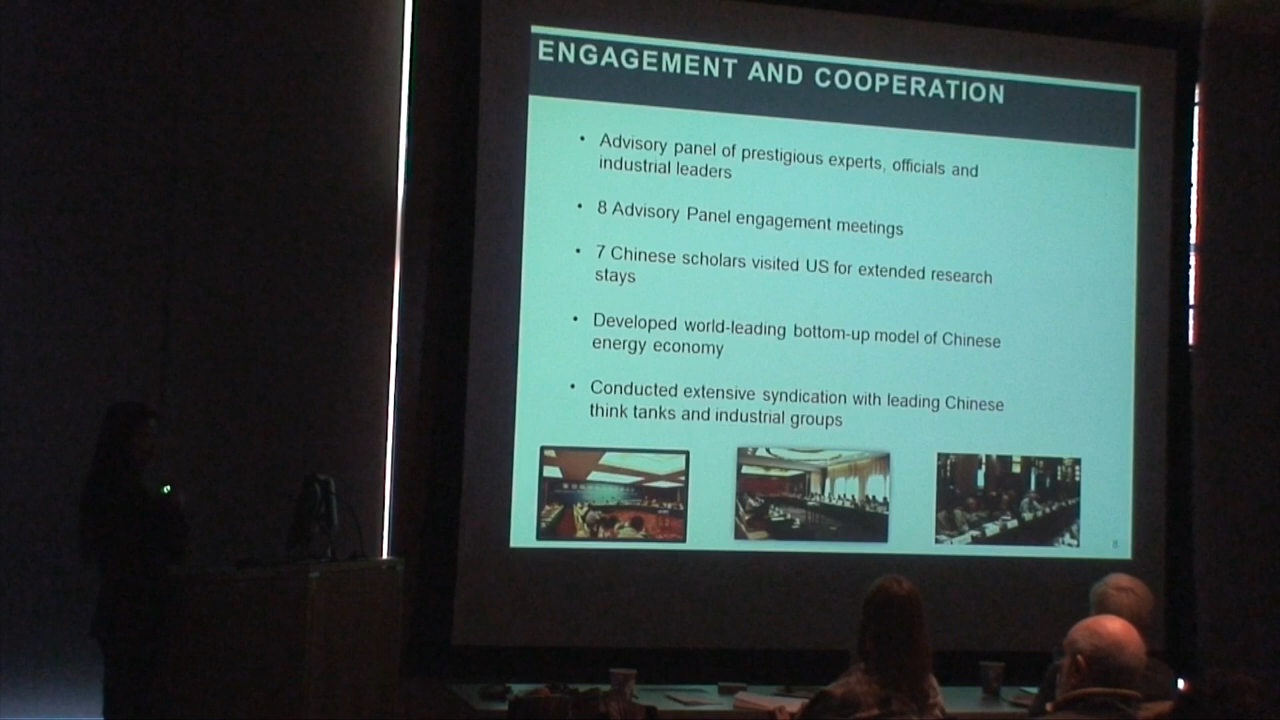 ENGAGEMENT AND COOPERATION
• Advisory panel of prestigious experts, officials and
industrial leaders
• 8 Advisory Panel engagement meetings
• 7 Chinese scholars visited US for extended research
stays
• Developed world-leading bottom-up model of Chinese
energy economy
• Conducted extensive syndication with leading Chinese
think tanks and industrial groups
8